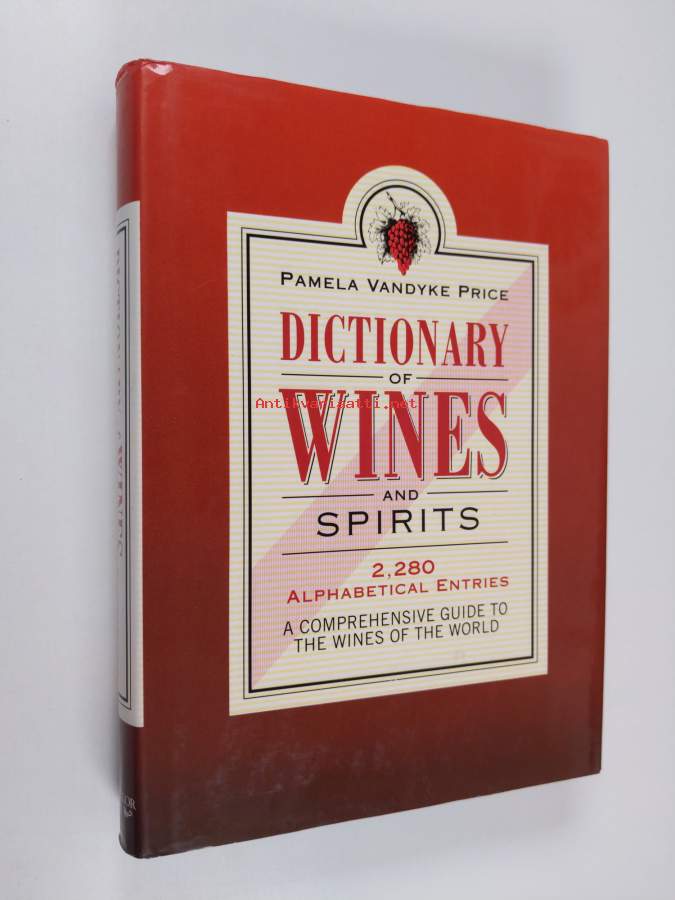 PAMELA VANDYKE PRICE
DICTIONARY
OF
WINES
Antikvariaatti.net
AND
SPIRITS
2,280
ALPHABETICAL ENTRIES
A COMPREHENSIVE GUIDE TO
THE WINES OF THE WORLD